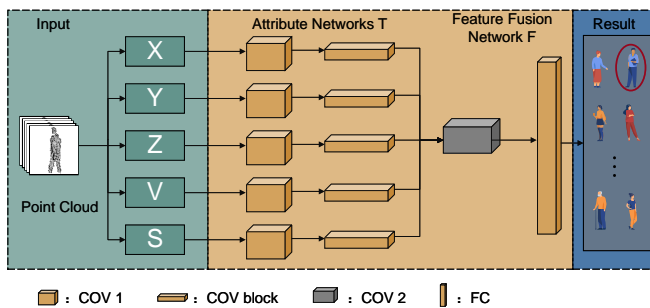 Input
Attribute Networks T
Feature Fusion
Network F
Result
X
Y
Z
V
S
Point Cloud
: COV 1
: COV block
: COV 2
: FC